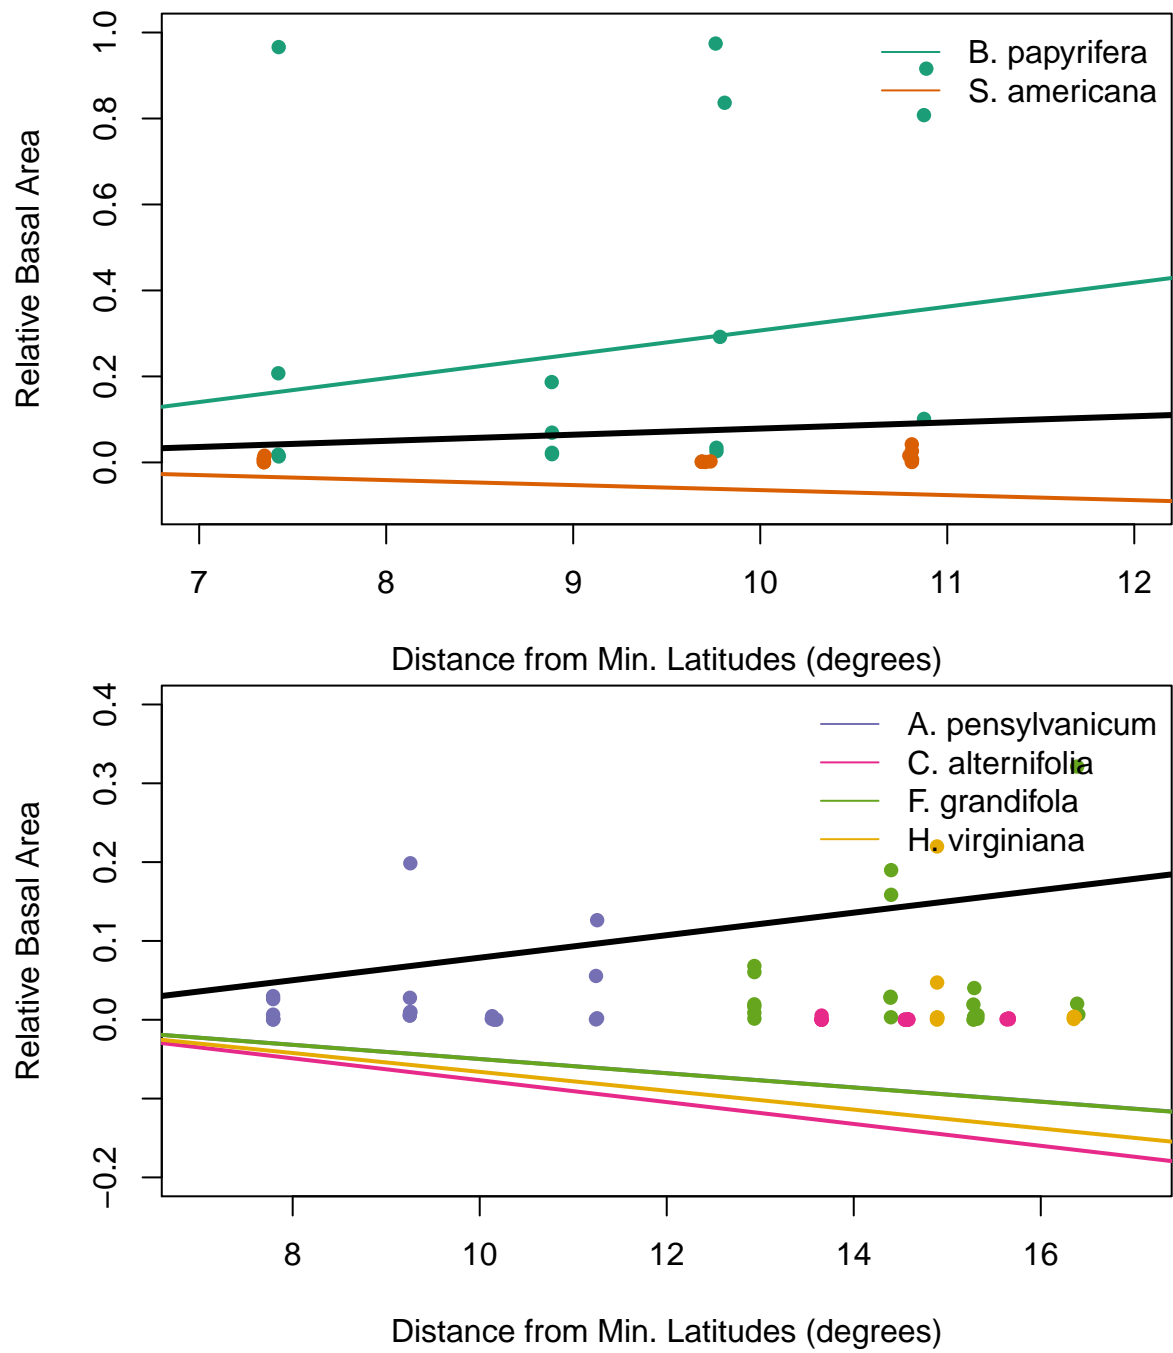 Relative Basal Area
1.0
0.8
0.6
0.4
0.2
0.0
B. papyrifera
S. americana
7 8 9 10 11 12
Distance from Min. Latitudes (degrees)
Relative Basal Area
0.4
0.3
0.2
0.1
0.0
−0.2
A. pensylvanicum
C. alternifolia
F. grandifola
H. virginiana
8 10 12 14 16
Distance from Min. Latitudes (degrees)